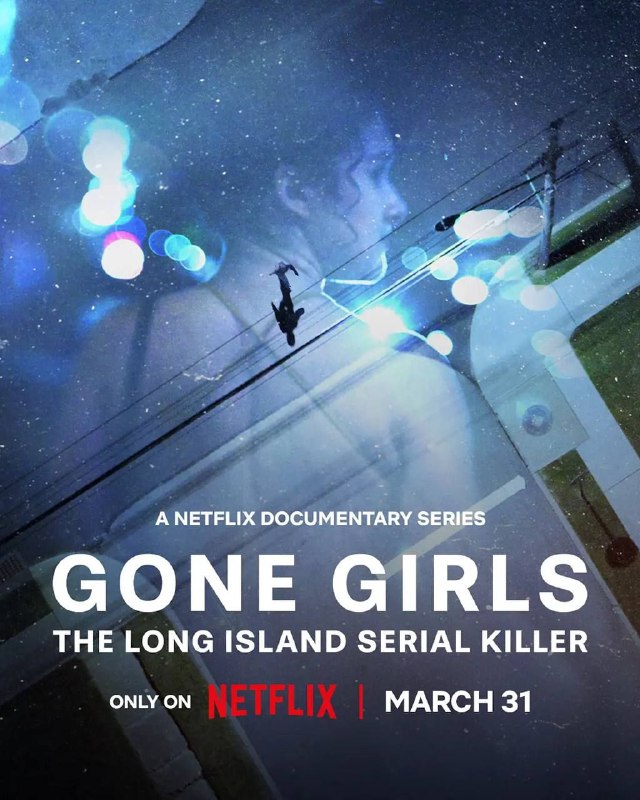 A NETFLIX DOCUMENTARY SERIES
GONE GIRLS
THE LONG ISLAND SERIAL KILLER
ONLY ON NETFLIX | MARCH 31